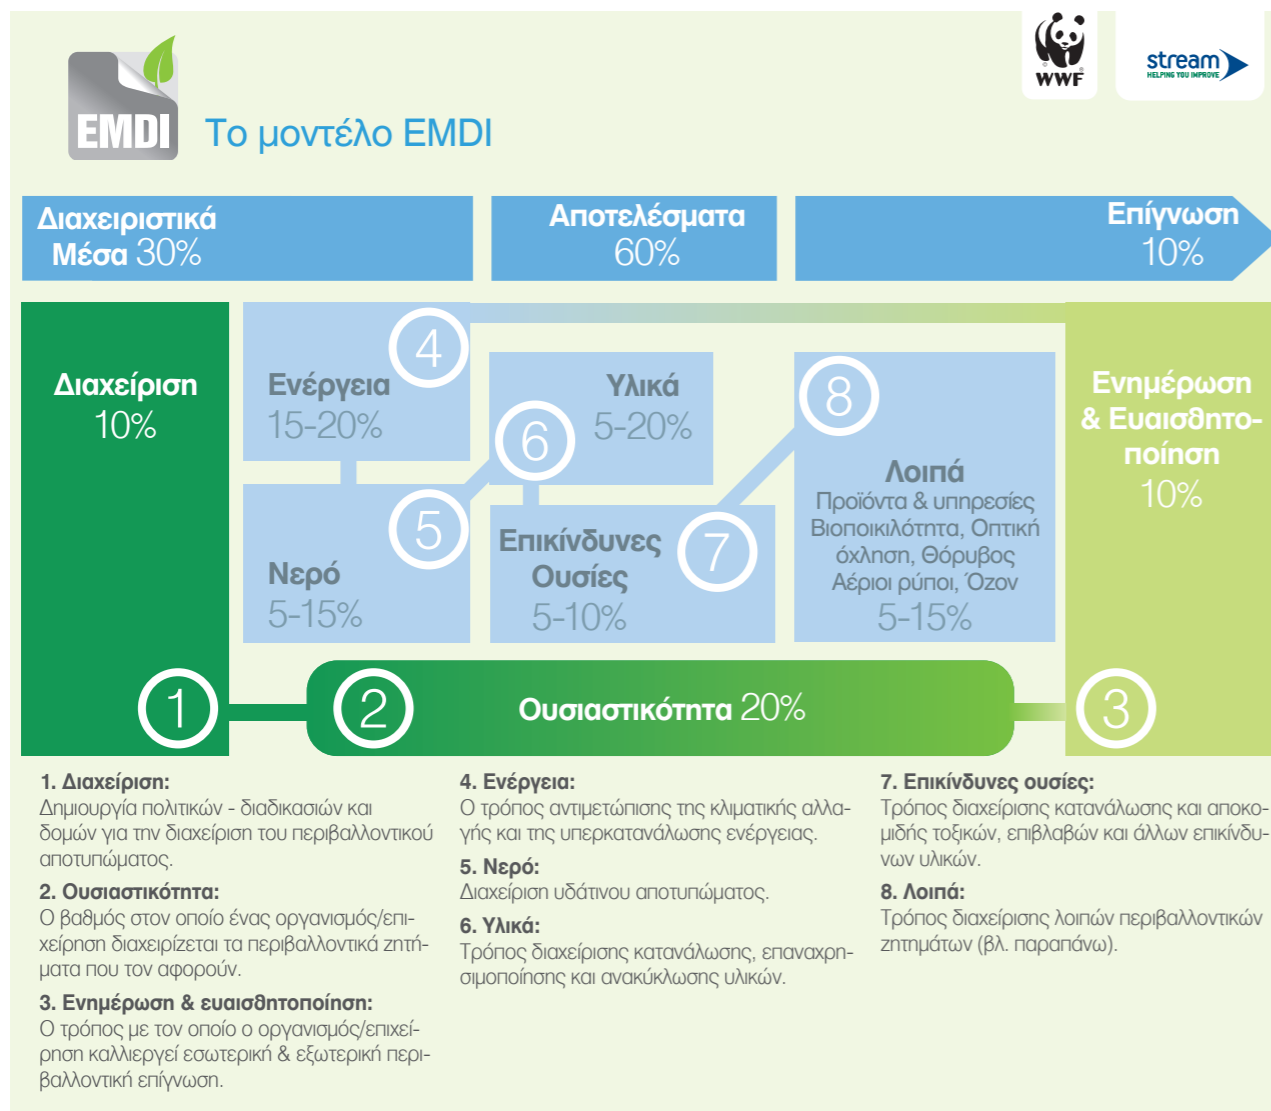 WWF
stream
HELPING YOU IMPROVE
EMDI
Το μοντέλο EMDI
Διαχειριστικά
Μέσα 30%
Αποτελέσματα
60%
Επίγνωση
10%
Διαχείριση
10%
Ενέργεια
15-20%
4
Νερό
5-15%
5
6
Υλικά
5-20%
Επικίνδυνες
Ουσίες
5-10%
7
8
Λοιπά
Προϊόντα & υπηρεσίες
Βιοποικιλότητα, Οπτική
όχληση, Θόρυβος
Αέριοι ρύποι, Όζον
5-15%
Ενημέρωση
& Ευαισθητο-
ποίηση
10%
1
2
Ουσιαστικότητα 20%
3
1. Διαχείριση:
Δημιουργία πολιτικών - διαδικασιών και
δομών για την διαχείριση του περιβαλλοντικού
αποτυπώματος.
2. Ουσιαστικότητα:
Ο βαθμός στον οποίο ένας οργανισμός/επι-
χείρηση διαχειρίζεται τα περιβαλλοντικά ζητή-
ματα που τον αφορούν.
3. Ενημέρωση & ευαισθητοποίηση:
Ο τρόπος με τον οποίο ο οργανισμός/επιχεί-
ρηση καλλιεργεί εσωτερική & εξωτερική περι-
βαλλοντική επίγνωση.
4. Ενέργεια:
Ο τρόπος αντιμετώπισης της κλιματικής αλλα-
γής και της υπερκατανάλωσης ενέργειας.
5. Νερό:
Διαχείριση υδάτινου αποτυπώματος.
6. Υλικά:
Τρόπος διαχείρισης κατανάλωσης, επαναχρη-
σιμοποίησης και ανακύκλωσης υλικών.
7. Επικίνδυνες ουσίες:
Τρόπος διαχείρισης κατανάλωσης και αποκο-
μιδής τοξικών, επιβλαβών και άλλων επικίνδυ-
νων υλικών.
8. Λοιπά:
Τρόπος διαχείρισης λοιπών περιβαλλοντικών
ζητημάτων (βλ. παραπάνω).